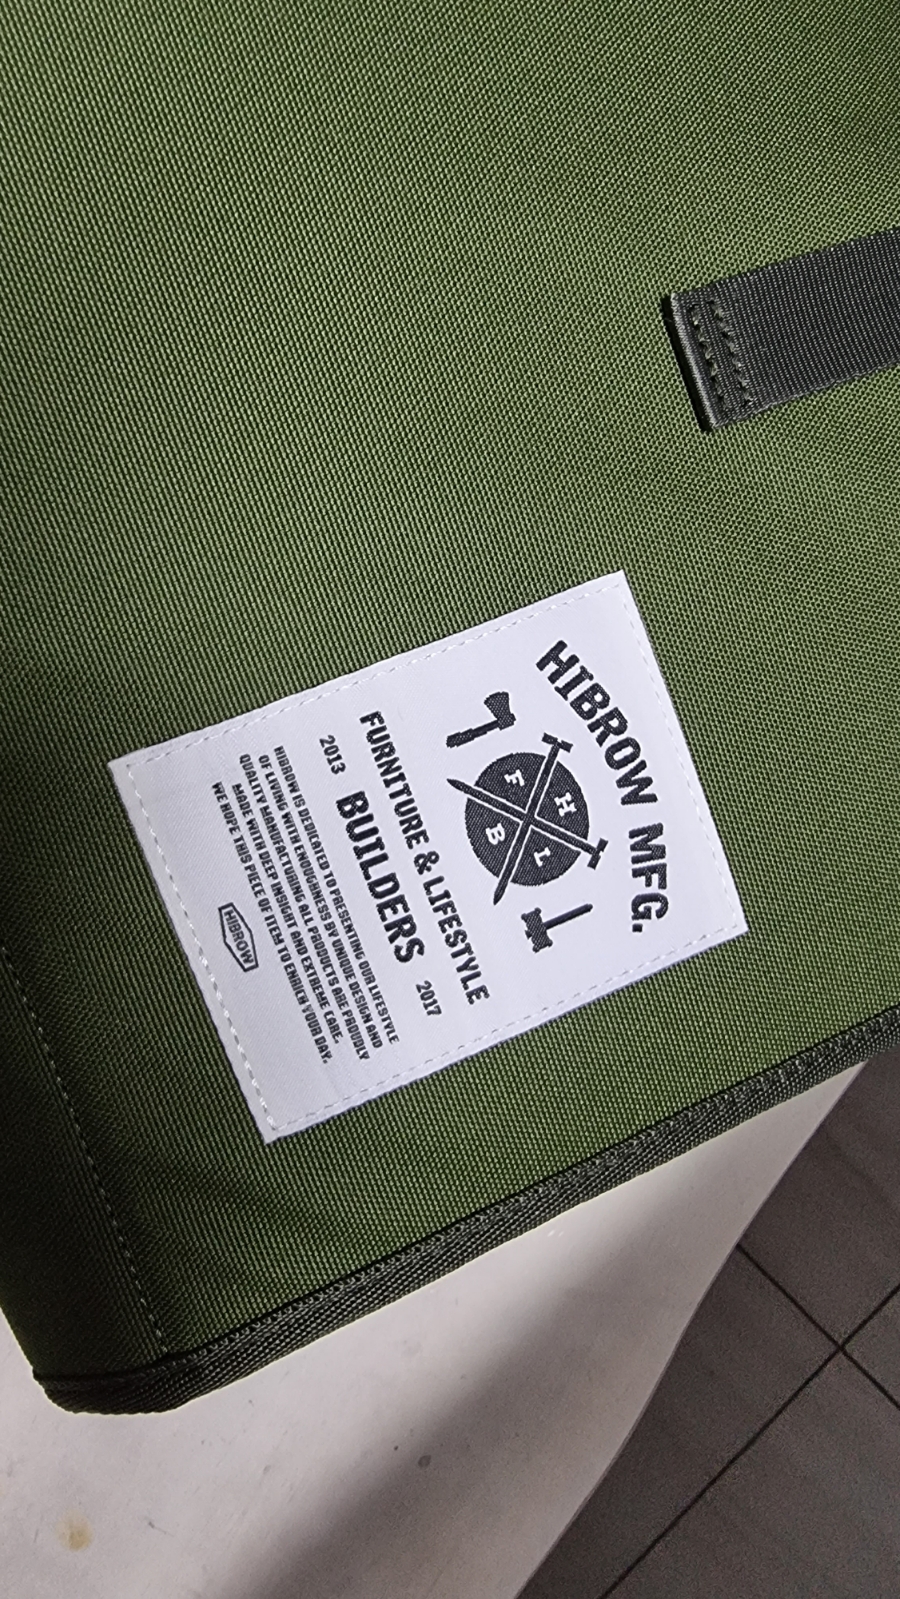 HIBROW MFG.
F H
B L
FURNITURE & LIFESTYLE
2013 BUILDERS 2017
HIBROW IS DEDICATED TO PRESENTING OUR LIFESTYLE
OF LIVING WITH ENOUGHNESS BY UNIQUE DESIGN AND
QUALITY MANUFACTURING ALL PRODUCTS ARE PROUDLY
MADE WITH DEEP INSIGHT AND EXTREME CARE.
WE HOPE THIS PIECE OF ITEM TO ENRICH YOUR DAY.
HIBROW